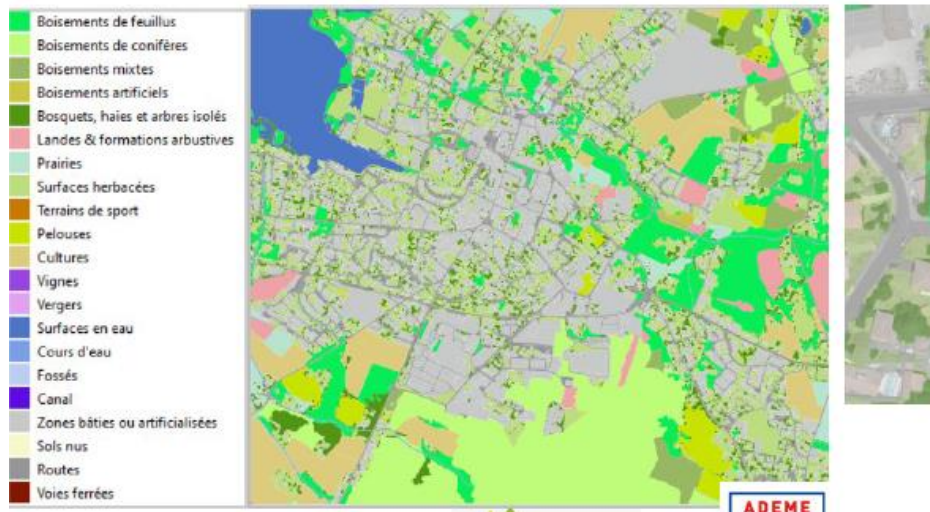 Boisements de feuillus
Boisements de conifères
Boisements mixtes
Boisements artificiels
Bosquets, haies et arbres isolés
Landes & formations arbustives
Prairies
Surfaces herbacées
Terrains de sport
Pelouses
Cultures
Vignes
Vergers
Surfaces en eau
Cours d'eau
Fossés
Canal
Zones bâties ou artificialisées
Sols nus
Routes
Voies ferrées
ADEME